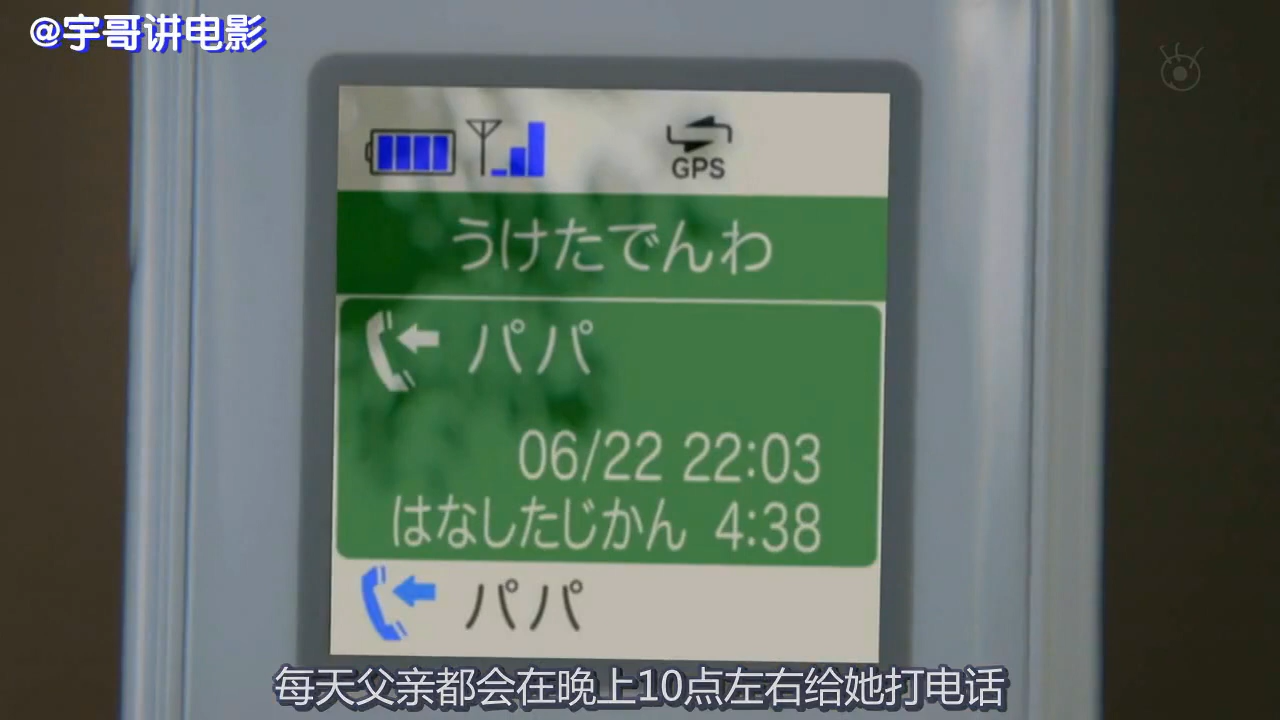 @宇哥讲电影
GPS
うけたでんわ
パパ
06/22 22:03
はなしたじかん 4:38
パパ
每天父亲都会在晚上10点左右给她打电话